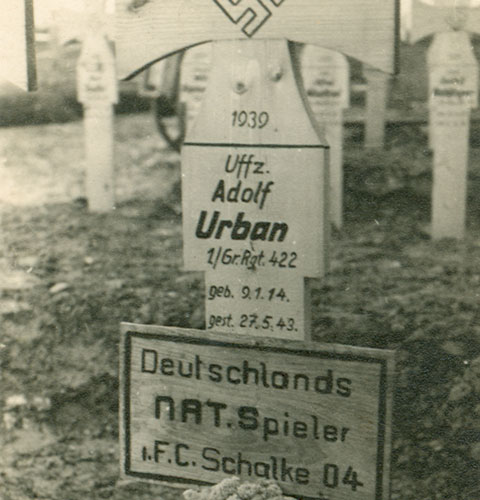 1939
Uffz.
Adolf
Urban
1/Gr.Rgt. 422
geb. 9.1.14.
gest. 27.5.43.
Deutschlands
NAT. Spieler
i. F.C. Schalke 04